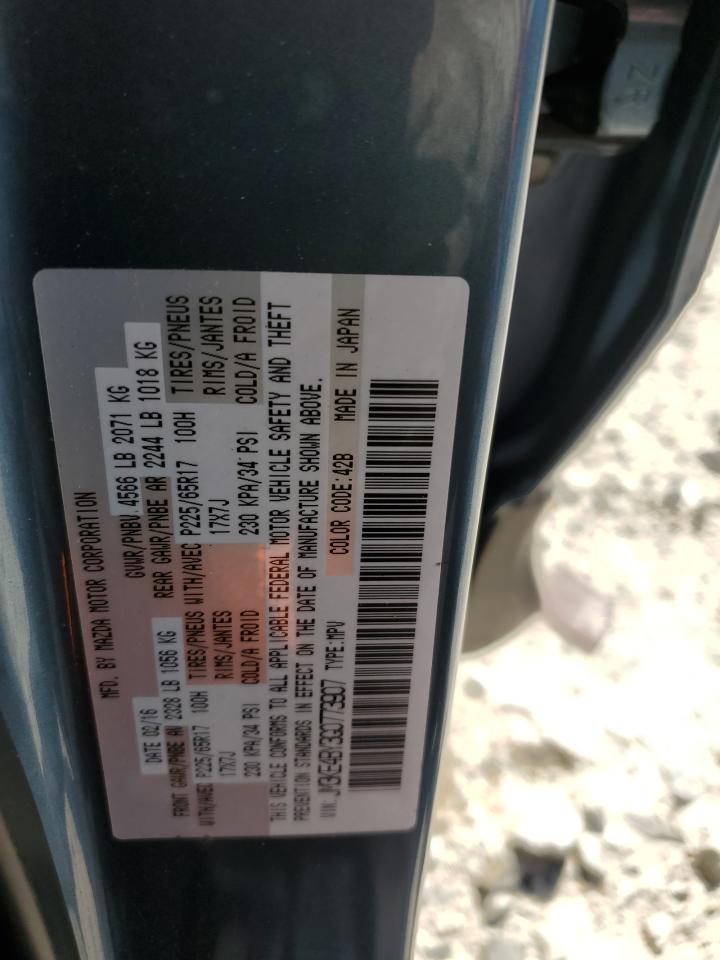 MFD. BY MAZDA MOTOR CORPORATION
DATE 02/16 GVWR/PNBV 4566 LB 2071 KG
FRONT GAWR/PNBE AV 2328 LB 1056 KG REAR GAWR/PNBE AR 2244 LB 1018 KG
WITH/AVEC P225/65R17 100H TIRES/PNEUS WITH/AVEC P225/65R17 100H TIRES/PNEUS
17X7J RIMS/JANTES 17X7J RIMS/JANTES
230 KPA/34 PSI COLD/A FROID 230 KPA/34 PSI COLD/A FROID
THIS VEHICLE CONFORMS TO ALL APPLICABLE FEDERAL MOTOR VEHICLE SAFETY AND THEFT
PREVENTION STANDARDS IN EFFECT ON THE DATE OF MANUFACTURE SHOWN ABOVE.
VIN: JM3KE4BY3G0773907 TYPE:MPV COLOR CODE:42B MADE IN JAPAN